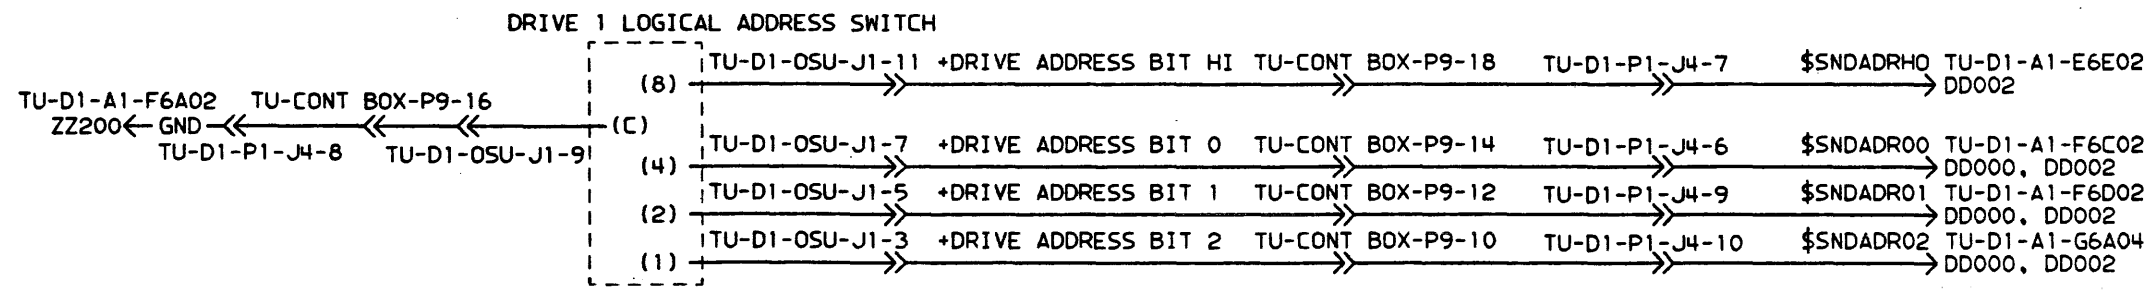 DRIVE 1 LOGICAL ADDRESS SWITCH
TU-D1-OSU-J1-11 +DRIVE ADDRESS BIT HI TU-CONT BOX-P9-18 TU-D1-P1-J4-7 $SNDADRH0 TU-D1-A1-E6E02
(8) DD002
TU-D1-A1-F6A02 TU-CONT BOX-P9-16
ZZ200 GND (C)
TU-D1-P1-J4-8 TU-D1-OSU-J1-9
TU-D1-OSU-J1-7 +DRIVE ADDRESS BIT 0 TU-CONT BOX-P9-14 TU-D1-P1-J4-6 $SNDADR00 TU-D1-A1-F6C02
(4) DD000, DD002
TU-D1-OSU-J1-5 +DRIVE ADDRESS BIT 1 TU-CONT BOX-P9-12 TU-D1-P1-J4-9 $SNDADR01 TU-D1-A1-F6D02
(2) DD000, DD002
TU-D1-OSU-J1-3 +DRIVE ADDRESS BIT 2 TU-CONT BOX-P9-10 TU-D1-P1-J4-10 $SNDADR02 TU-D1-A1-G6A04
(1) DD000, DD002